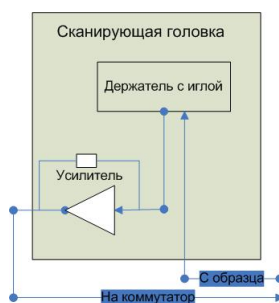 Сканирующая головка
Держатель с иглой
Усилитель
С образца
На коммутатор